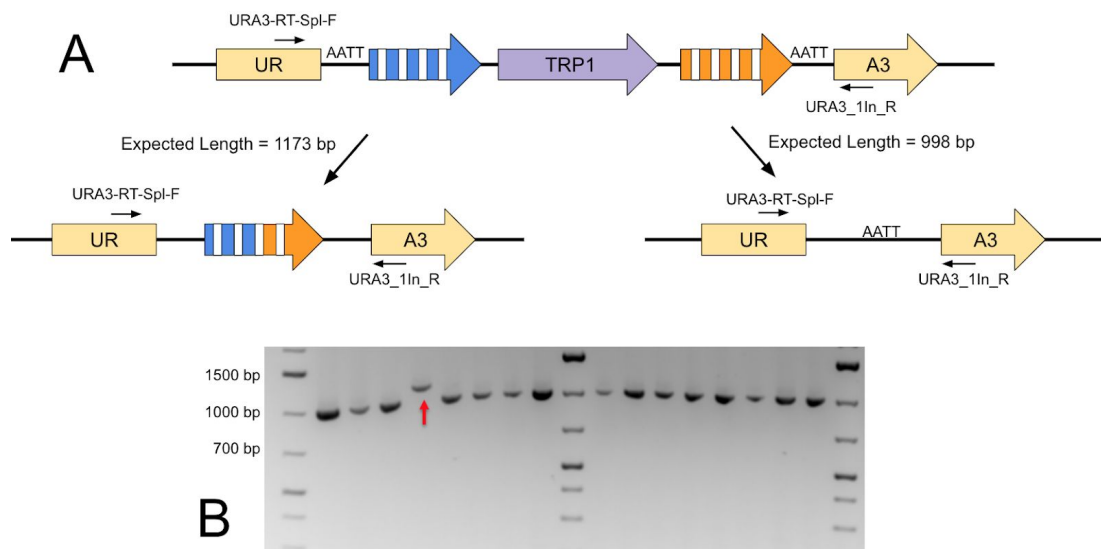 A
URA3-RT-Spl-F
UR
AATT
TRP1
AATT
A3
URA3_1In_R
Expected Length = 1173 bp
Expected Length = 998 bp
URA3-RT-Spl-F
UR
A3
URA3_1In_R
URA3-RT-Spl-F
UR
AATT
A3
URA3_1In_R
1500 bp
1000 bp
700 bp
B